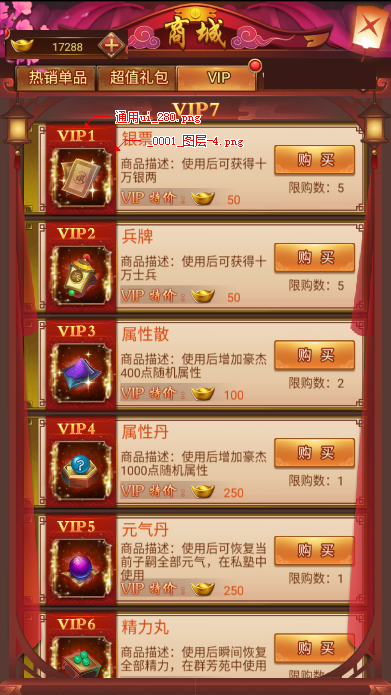 商城
17288
热销单品
超值礼包
VIP
VIP7
通用ui_280.png
VIP1
银票
_0001_图层-4.png
商品描述：使用后可获得十
万银两
VIP 特价：
50
购 买
限购数：5
VIP2
兵牌
商品描述：使用后可获得十
万士兵
VIP 特价：
50
购 买
限购数：5
VIP3
属性散
商品描述：使用后增加豪杰
400点随机属性
VIP 特价：
100
购 买
限购数：2
VIP4
属性丹
商品描述：使用后增加豪杰
1000点随机属性
VIP 特价：
250
购 买
限购数：1
VIP5
元气丹
商品描述：使用后可恢复当
前子嗣全部元气，在私塾中
使用
VIP 特价：
250
购 买
限购数：1
VIP6
精力丸
商品描述：使用后瞬间恢复
全部精力，在群芳苑中使用
购 买
限购数：1